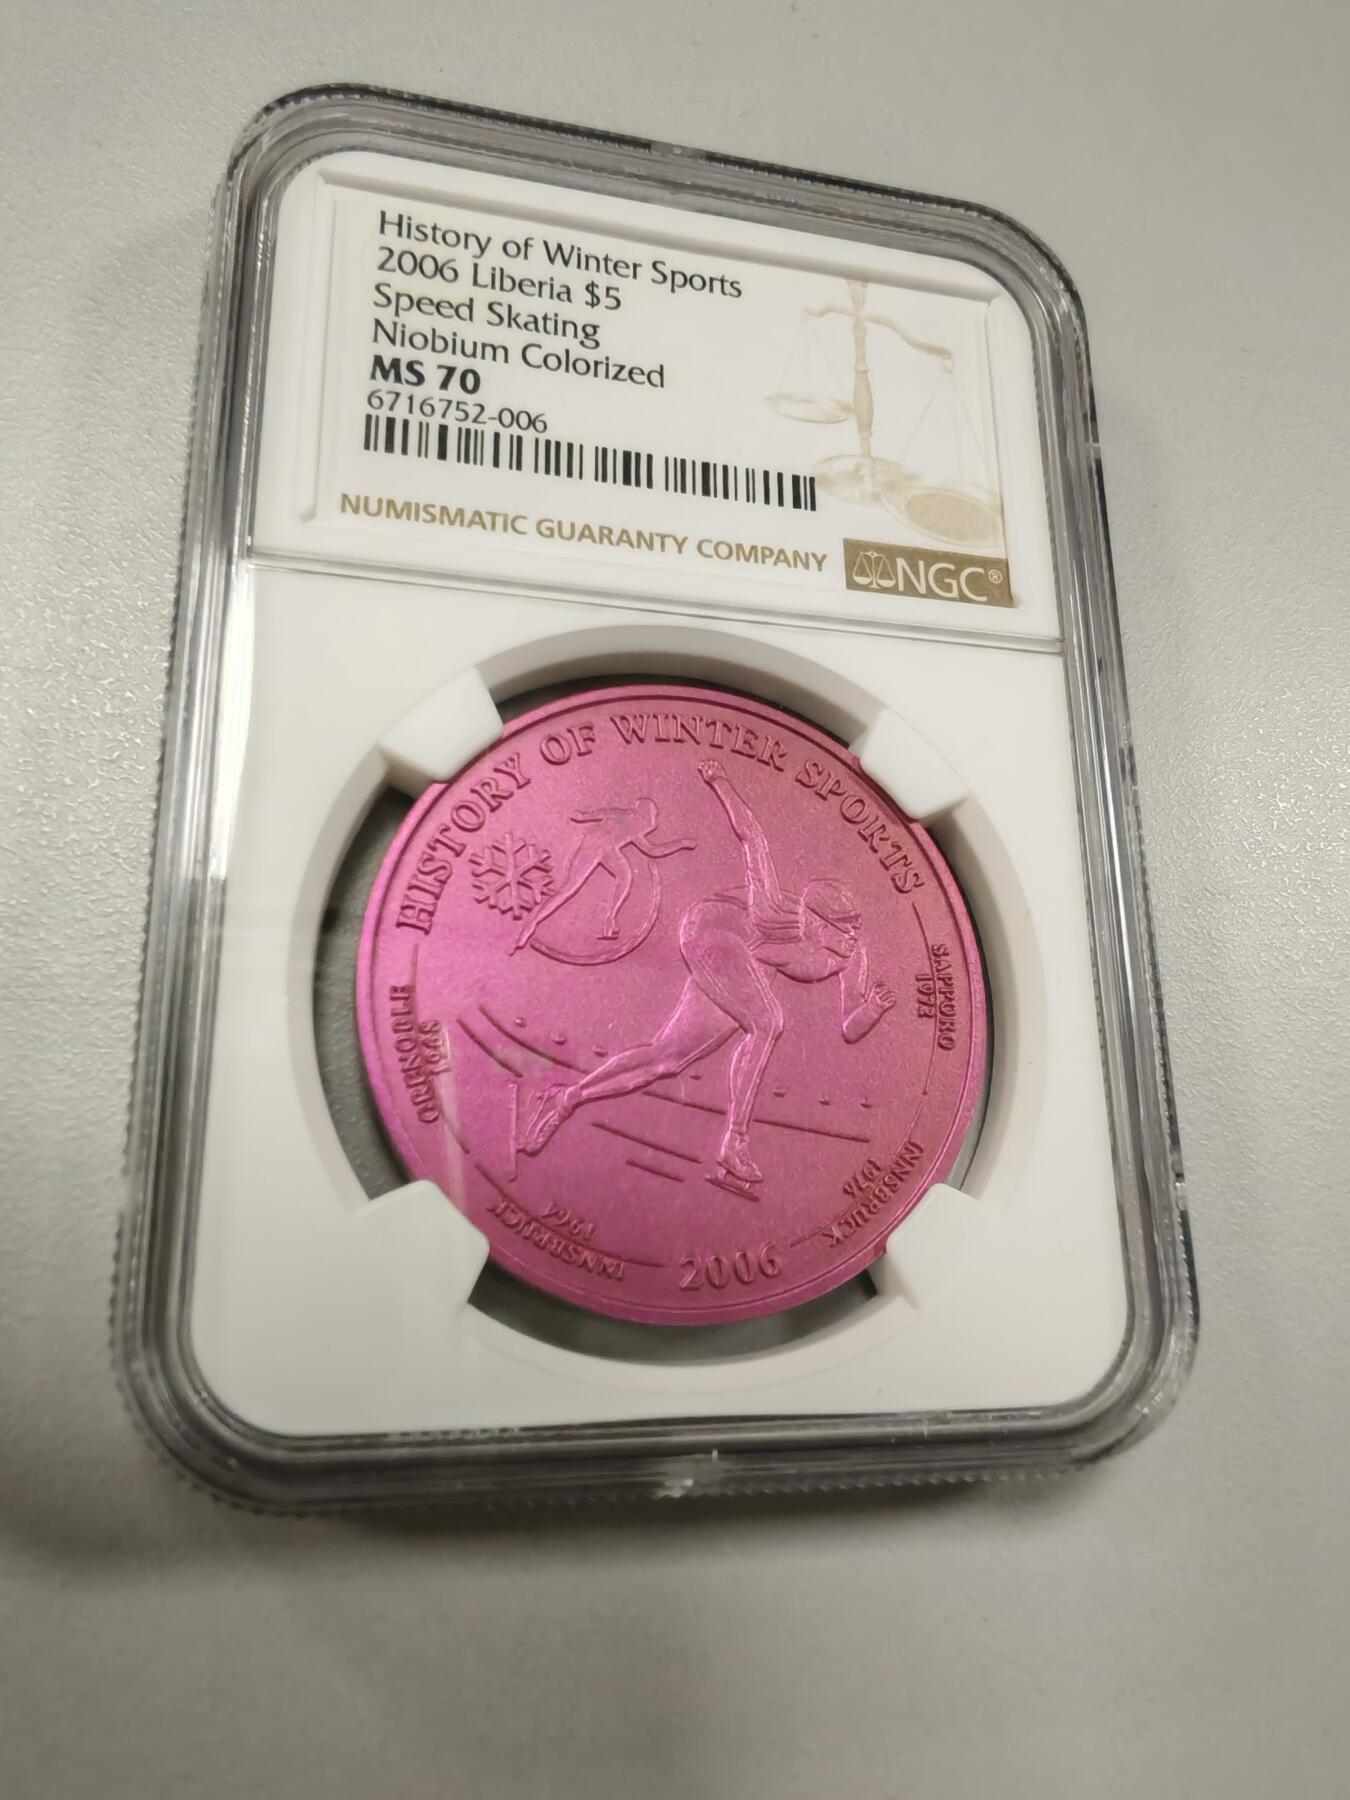 History of Winter Sports
2006 Liberia $5
Speed Skating
Niobium Colorized
MS 70
6716752-006
NUMISMATIC GUARANTY COMPANY
NGC®
HISTORY OF WINTER SPORTS
SAPPORO
1972
INNSBRUCK
1976
2006
INNSBRUCK
1964
GRENOBLE
1968